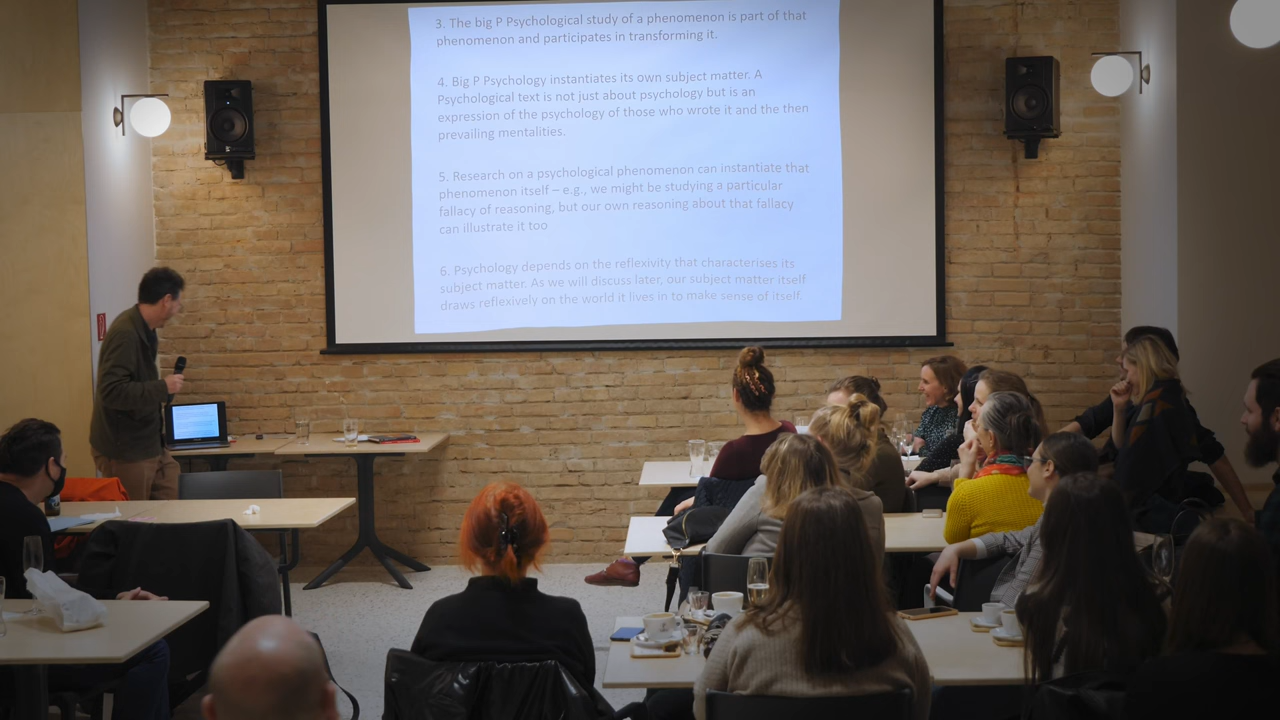 3. The big P Psychological study of a phenomenon is part of that
phenomenon and participates in transforming it.
4. Big P Psychology instantiates its own subject matter. A
Psychological text is not just about psychology but is an
expression of the psychology of those who wrote it and the then
prevailing mentalities.
5. Research on a psychological phenomenon can instantiate that
phenomenon itself – e.g., we might be studying a particular
fallacy of reasoning, but our own reasoning about that fallacy
can illustrate it too
6. Psychology depends on the reflexivity that characterises its
subject matter. As we will discuss later, our subject matter itself
draws reflexively on the world it lives in to make sense of itself.